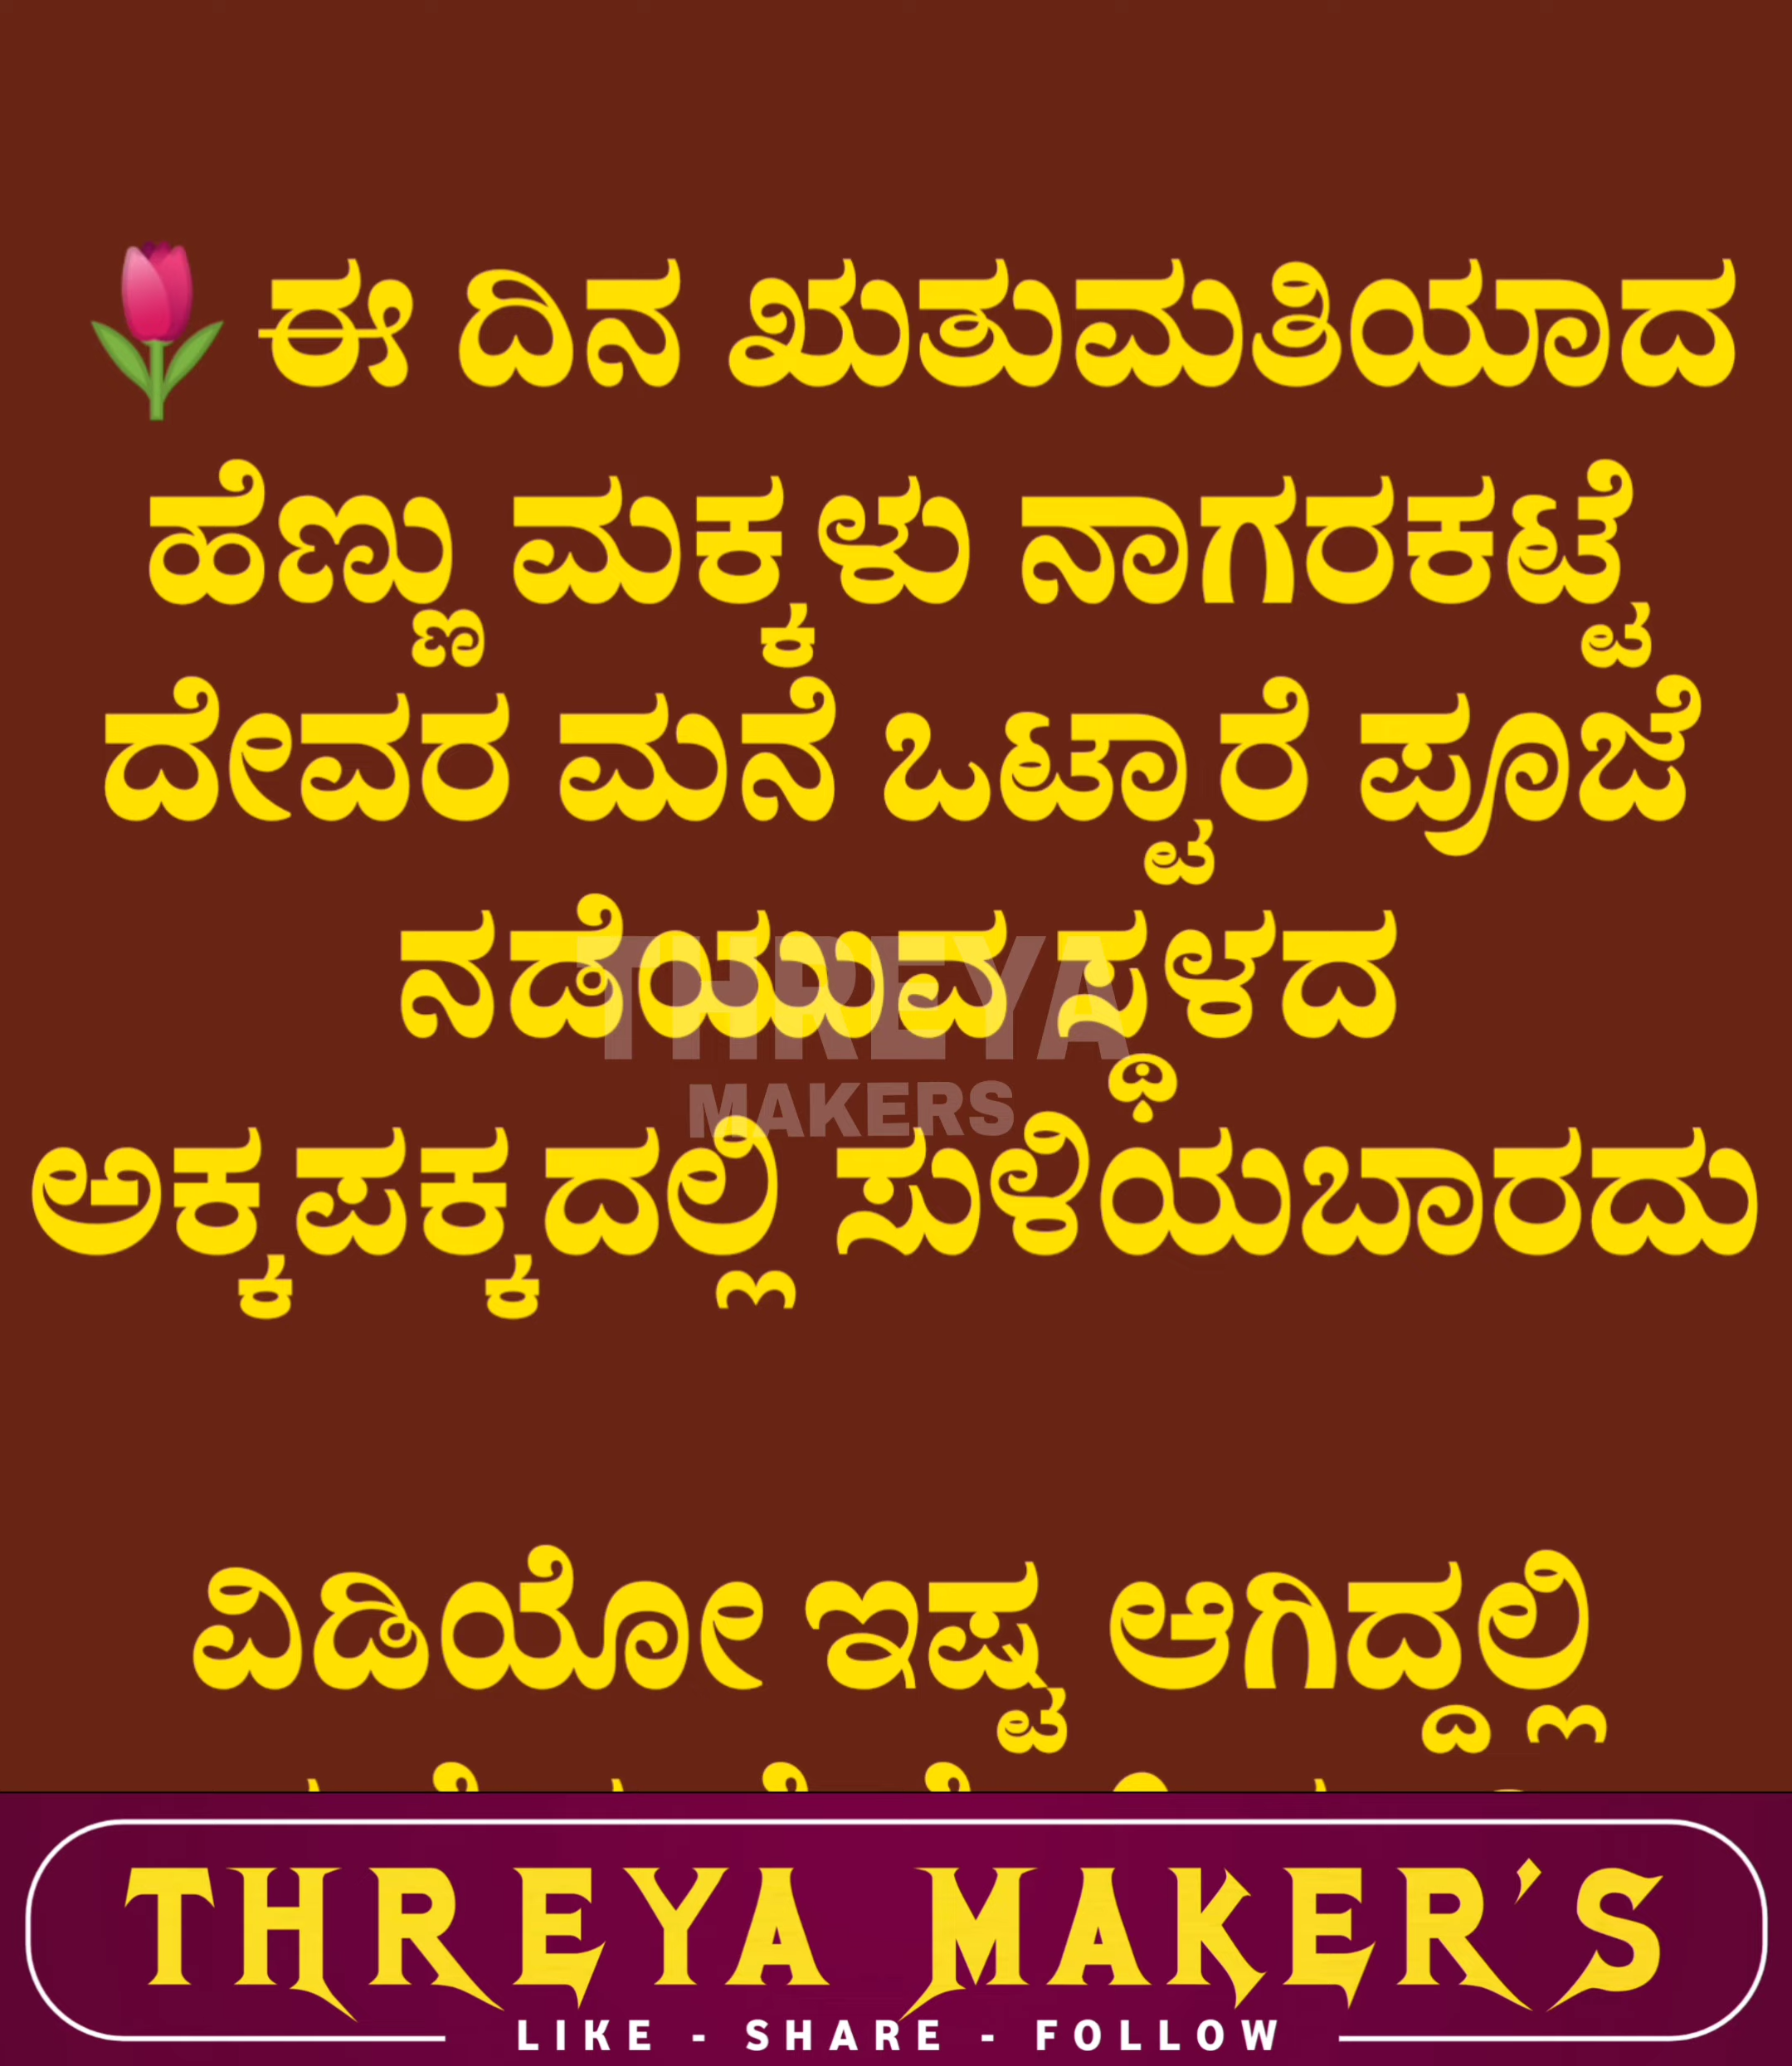 🌷ಈ ದಿನ ಋತುಮತಿಯಾದ
ಹೆಣ್ಣು ಮಕ್ಕಳು ನಾಗರಕಟ್ಟೆ
ದೇವರ ಮನೆ ಒಟ್ಟಾರೆ ಪೂಜೆ
ನಡೆಯುವ ಸ್ಥಳದ
THREYA
MAKERS
ಅಕ್ಕಪಕ್ಕದಲ್ಲಿ ಸುಳಿಯಬಾರದು
ವಿಡಿಯೋ ಇಷ್ಟ ಆಗಿದ್ದಲ್ಲಿ
THREYA MAKER'S
LIKE - SHARE - FOLLOW